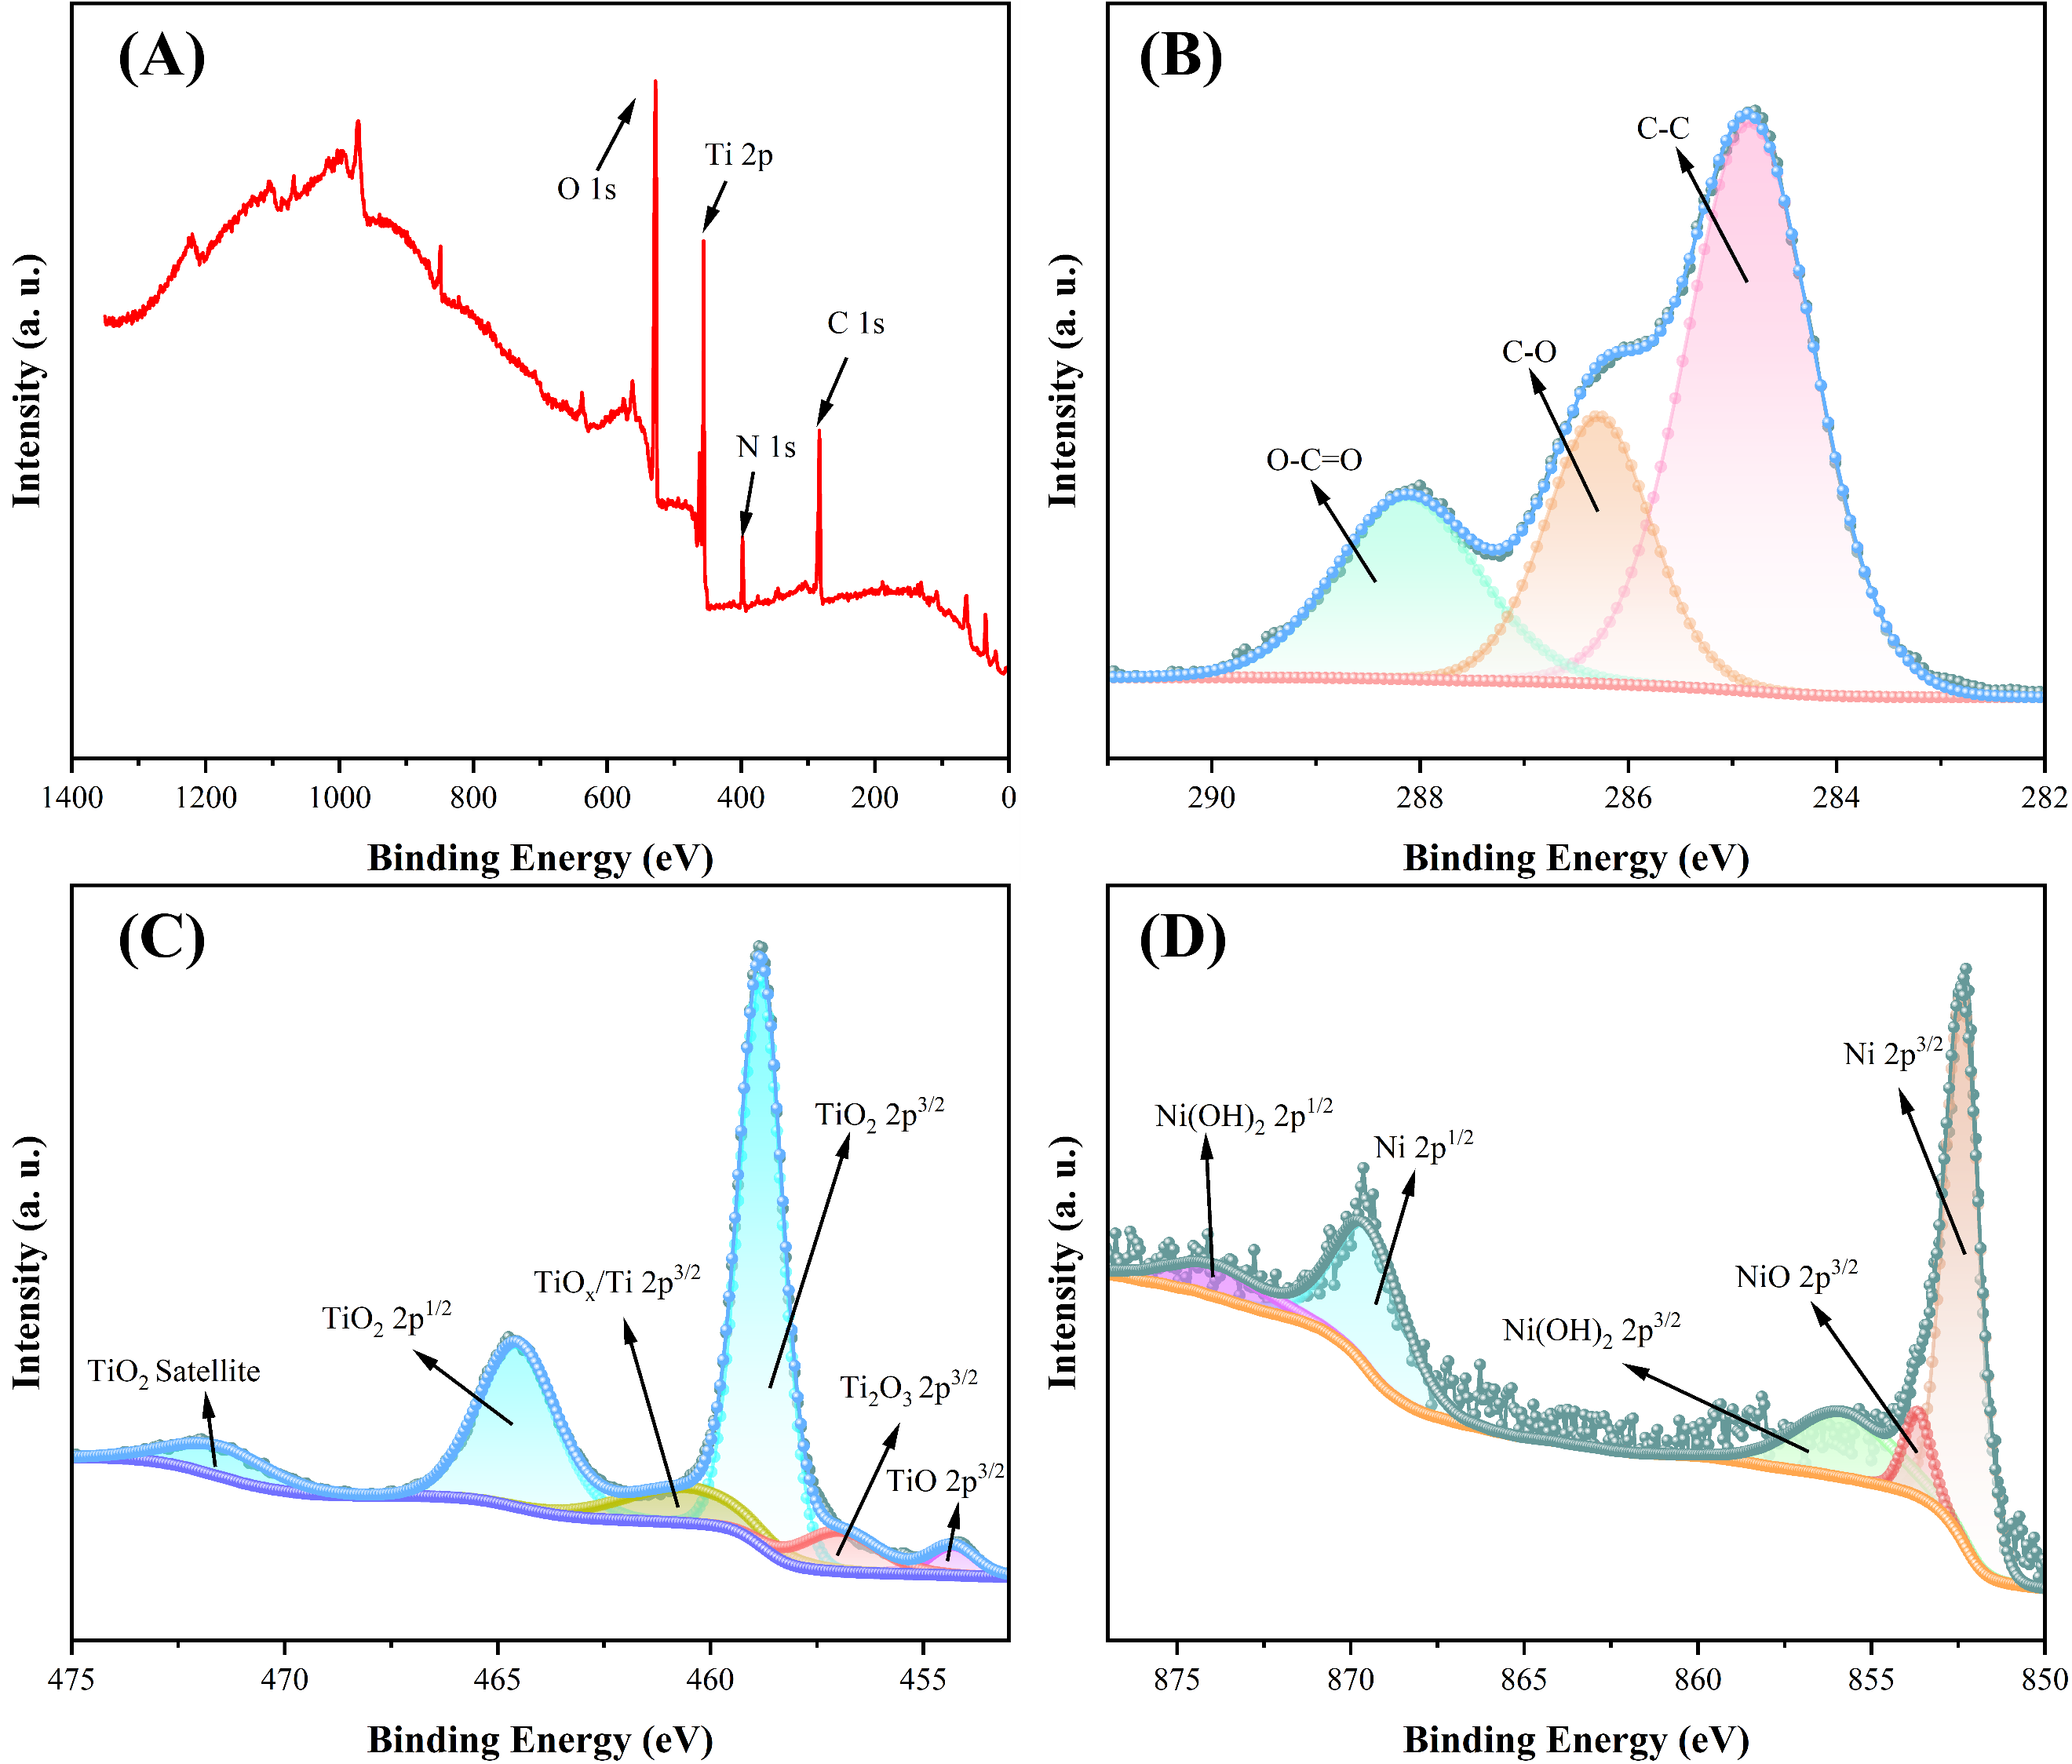 (A)
O 1s
Ti 2p
C 1s
N 1s
Intensity (a. u.)
1400 1200 1000 800 600 400 200 0
Binding Energy (eV)
(B)
C-C
C-O
O-C=O
Intensity (a. u.)
290 288 286 284 282
Binding Energy (eV)
(C)
TiO₂ 2p³/²
TiOₓ/Ti 2p³/²
TiO₂ 2p¹/²
TiO₂ Satellite
Ti₂O₃ 2p³/²
TiO 2p³/²
Intensity (a. u.)
475 470 465 460 455
Binding Energy (eV)
(D)
Ni 2p³/²
Ni(OH)₂ 2p¹/²
Ni 2p¹/²
NiO 2p³/²
Ni(OH)₂ 2p³/²
Intensity (a. u.)
875 870 865 860 855 850
Binding Energy (eV)